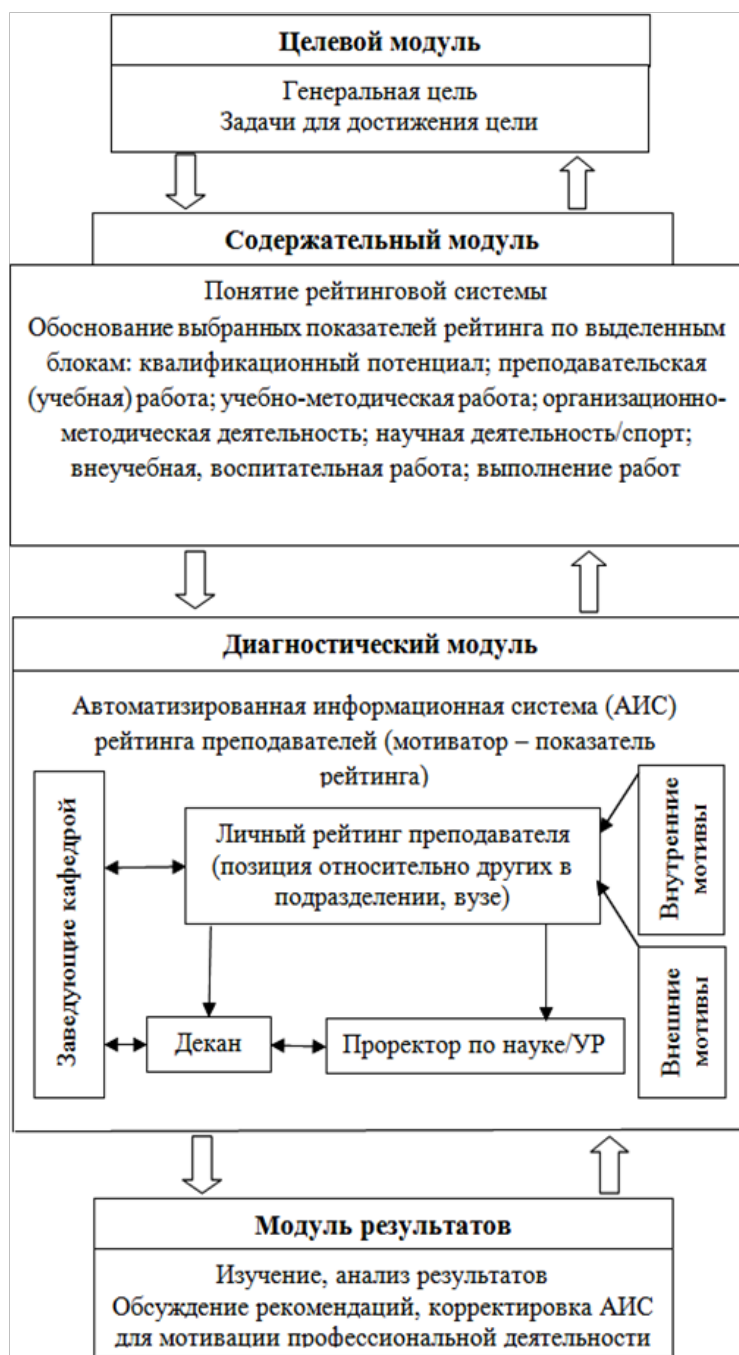 Целевой модуль
Генеральная цель
Задачи для достижения цели
Содержательный модуль
Понятие рейтинговой системы
Обоснование выбранных показателей рейтинга по выделенным
блокам: квалификационный потенциал; преподавательская
(учебная) работа; учебно-методическая работа; организационно-
методическая деятельность; научная деятельность/спорт;
внеучебная, воспитательная работа; выполнение работ
Диагностический модуль
Автоматизированная информационная система (АИС)
рейтинга преподавателей (мотиватор – показатель
рейтинга)
Заведующие кафедрой
Личный рейтинг преподавателя
(позиция относительно других в
подразделении, вузе)
Внутренние
мотивы
Декан
Проректор по науке/УР
Внешние
мотивы
Модуль результатов
Изучение, анализ результатов
Обсуждение рекомендаций, корректировка АИС
для мотивации профессиональной деятельности